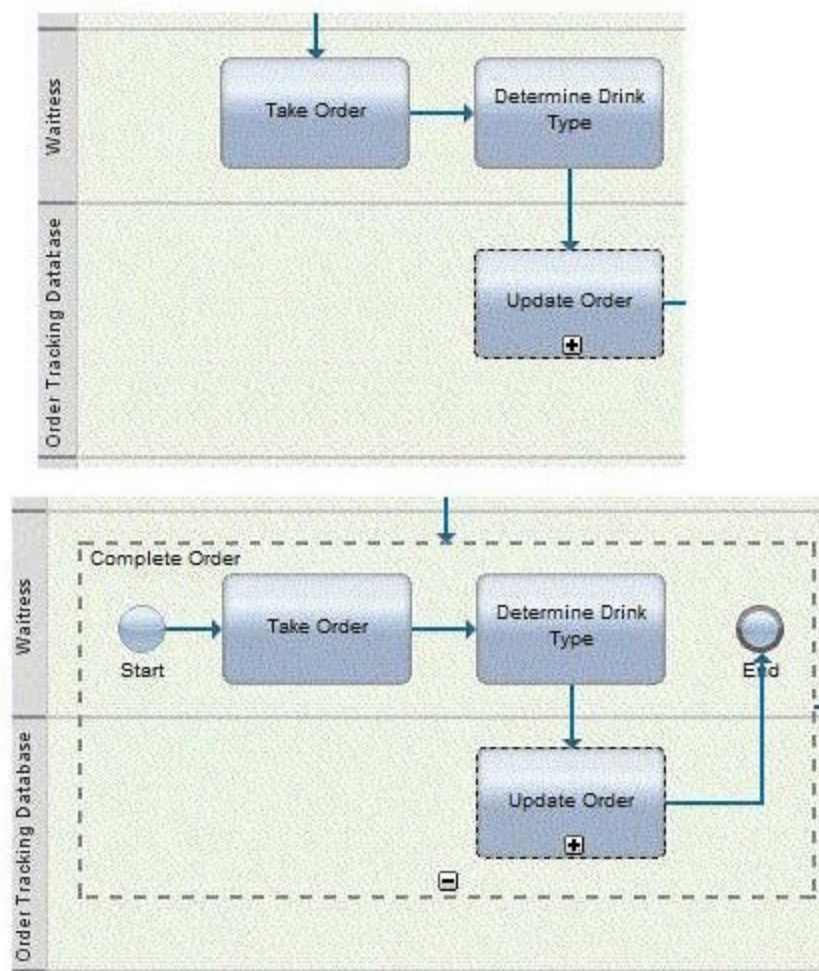 Waitress
Take Order
Determine Drink
Type
Order Tracking Database
Update Order
Waitress
Complete Order
Start
Take Order
Determine Drink
Type
End
Order Tracking Database
Update Order